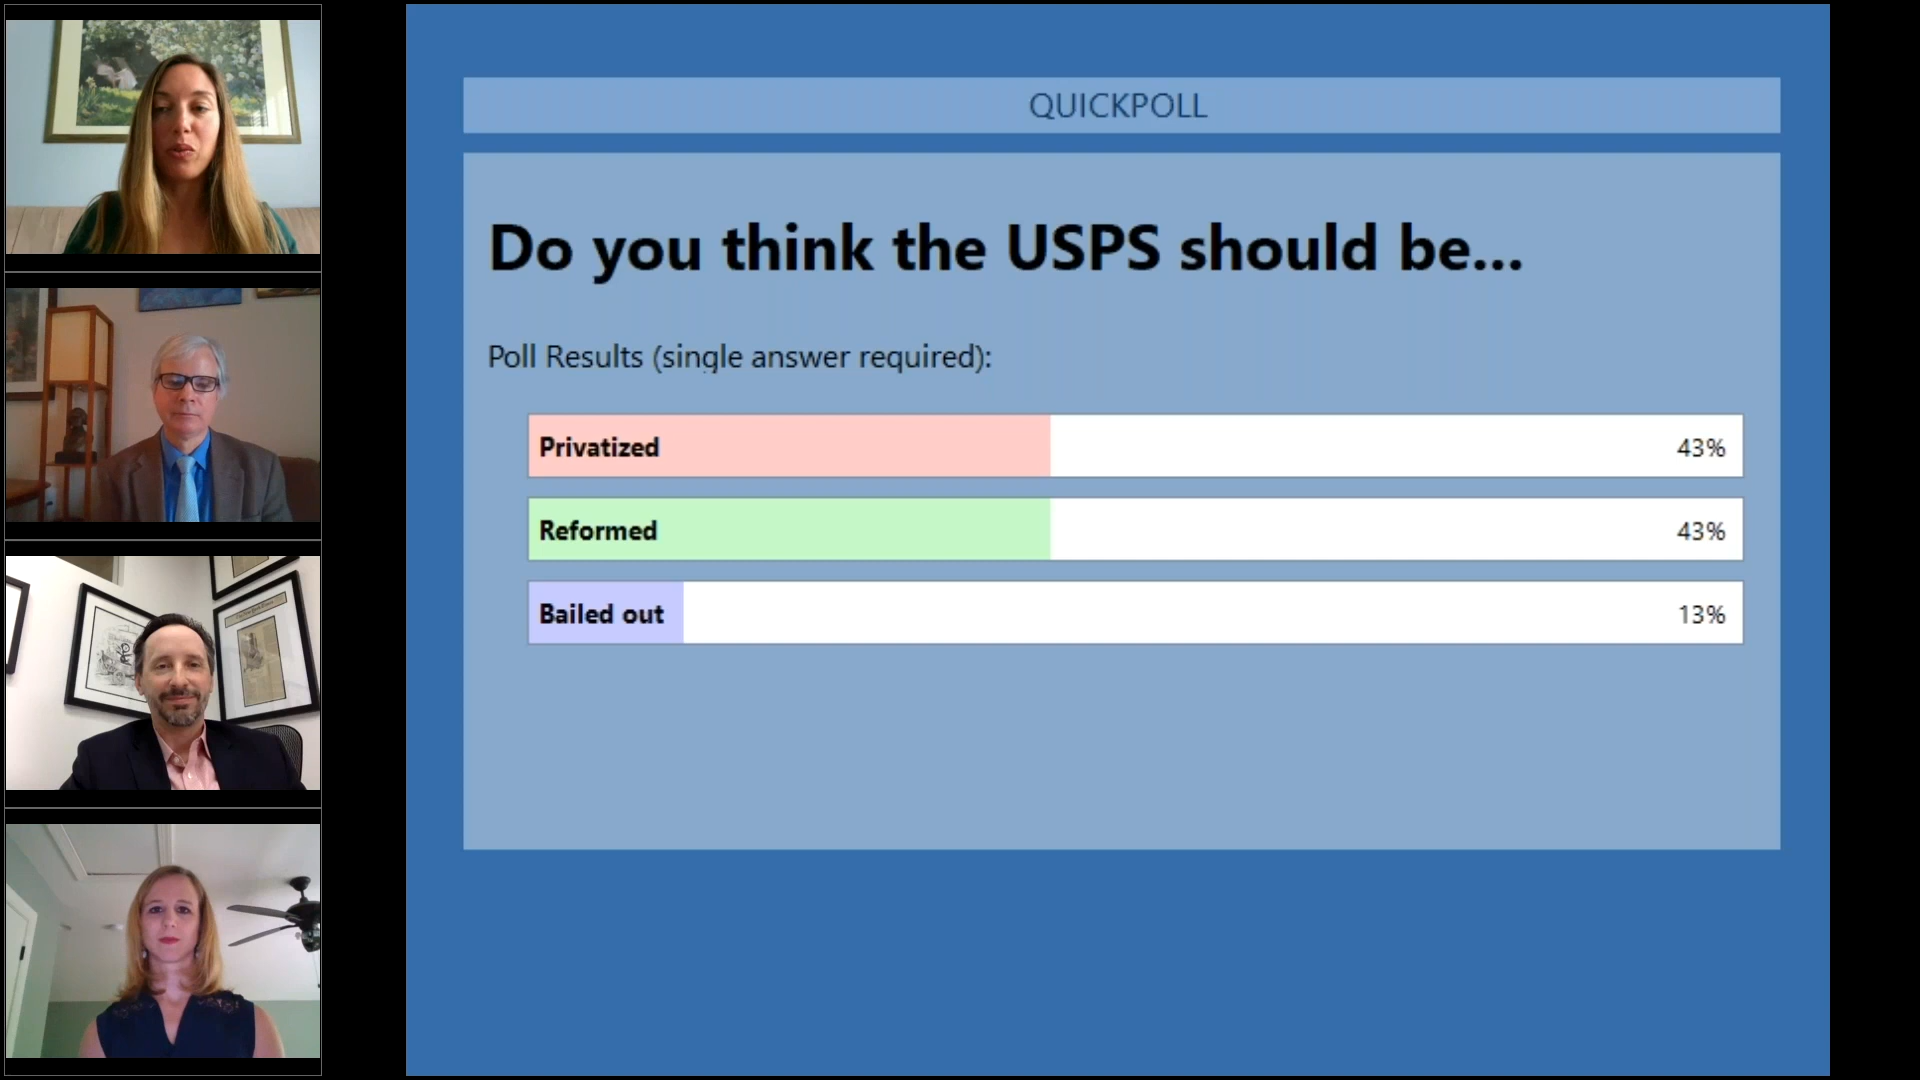 QUICKPOLL
Do you think the USPS should be...
Poll Results (single answer required):
Privatized 43%
Reformed 43%
Bailed out 13%